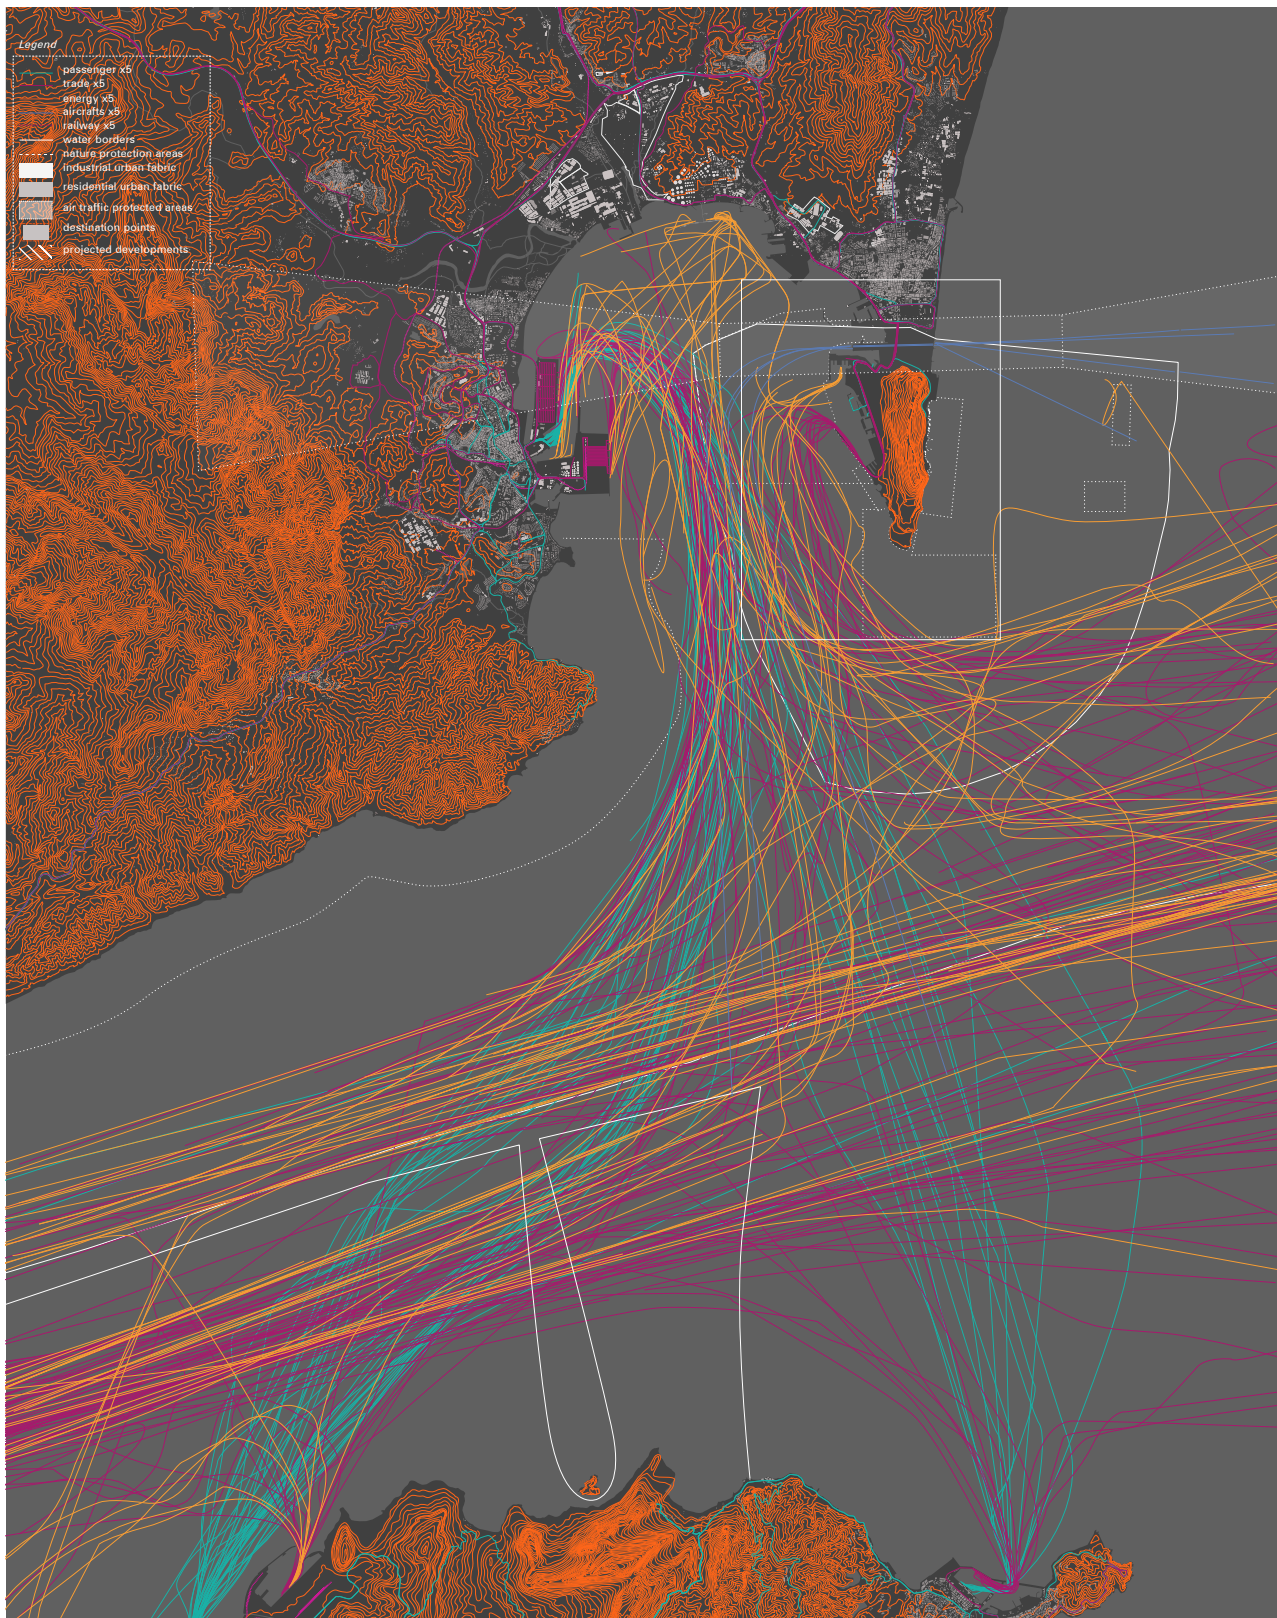 Legend
passenger x5
trade x5
energy x5
aircrafts x5
railway x5
water borders
nature protection areas
industrial urban fabric
residential urban fabric
air traffic protected areas
destination points
projected developments